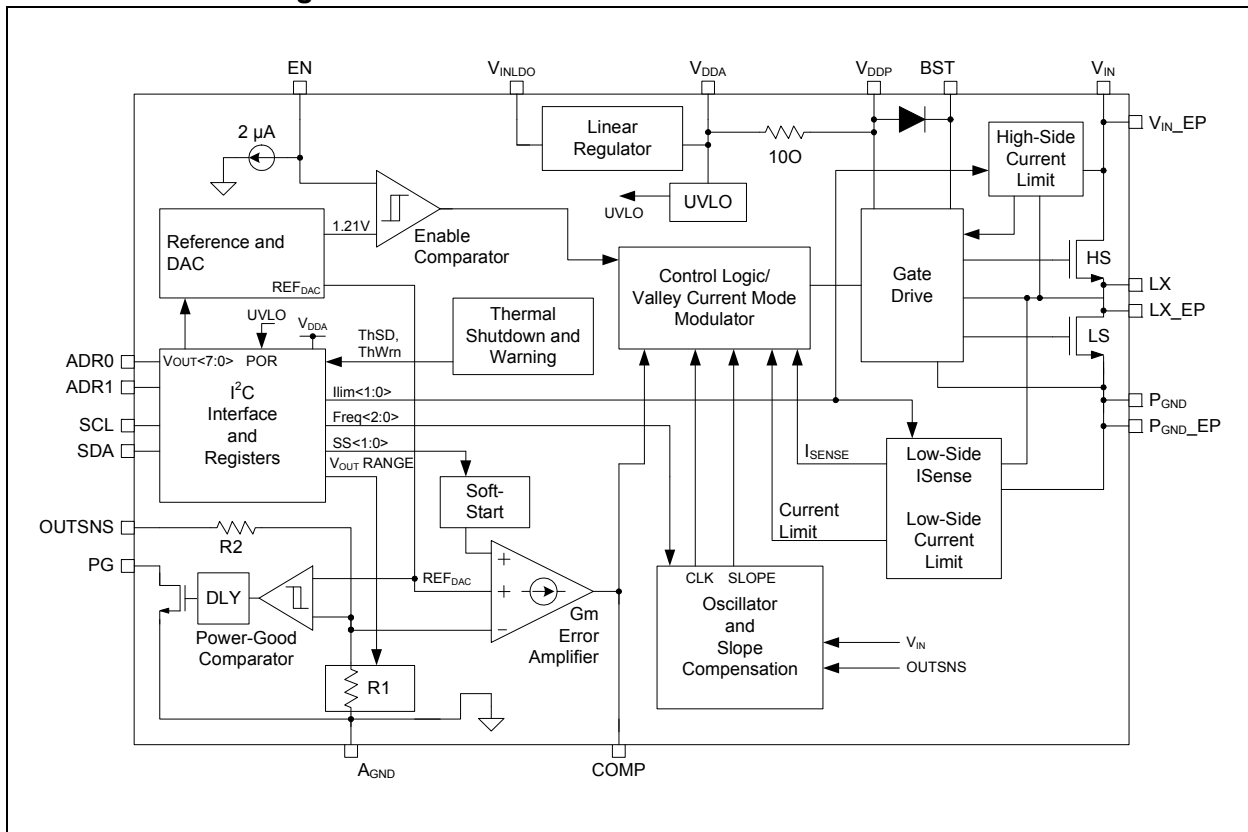 g
EN
VINLDO
VDDA
VDDP
BST
VIN
2 µA
Linear
Regulator
10O
VIN_EP
High-Side
Current
Limit
UVLO
UVLO
1.21V
Reference and
DAC
REFDAC
Enable
Comparator
Control Logic/
Valley Current Mode
Modulator
Gate
Drive
HS
LX
LX_EP
LS
UVLO
VDDA
Thermal
Shutdown and
Warning
ThSD,
ThWrn
ADR0
ADR1
SCL
SDA
VOUT<7:0>
POR
I2C
Interface
and
Registers
Ilim<1:0>
Freq<2:0>
SS<1:0>
VOUT RANGE
PGND
PGND_EP
ISENSE
Low-Side
ISense
Low-Side
Current
Limit
Current
Limit
Soft-
Start
OUTSNS
R2
PG
DLY
Power-Good
Comparator
REFDAC
+
+
−
Gm
Error
Amplifier
CLK
SLOPE
Oscillator
and
Slope
Compensation
VIN
OUTSNS
R1
AGND
COMP